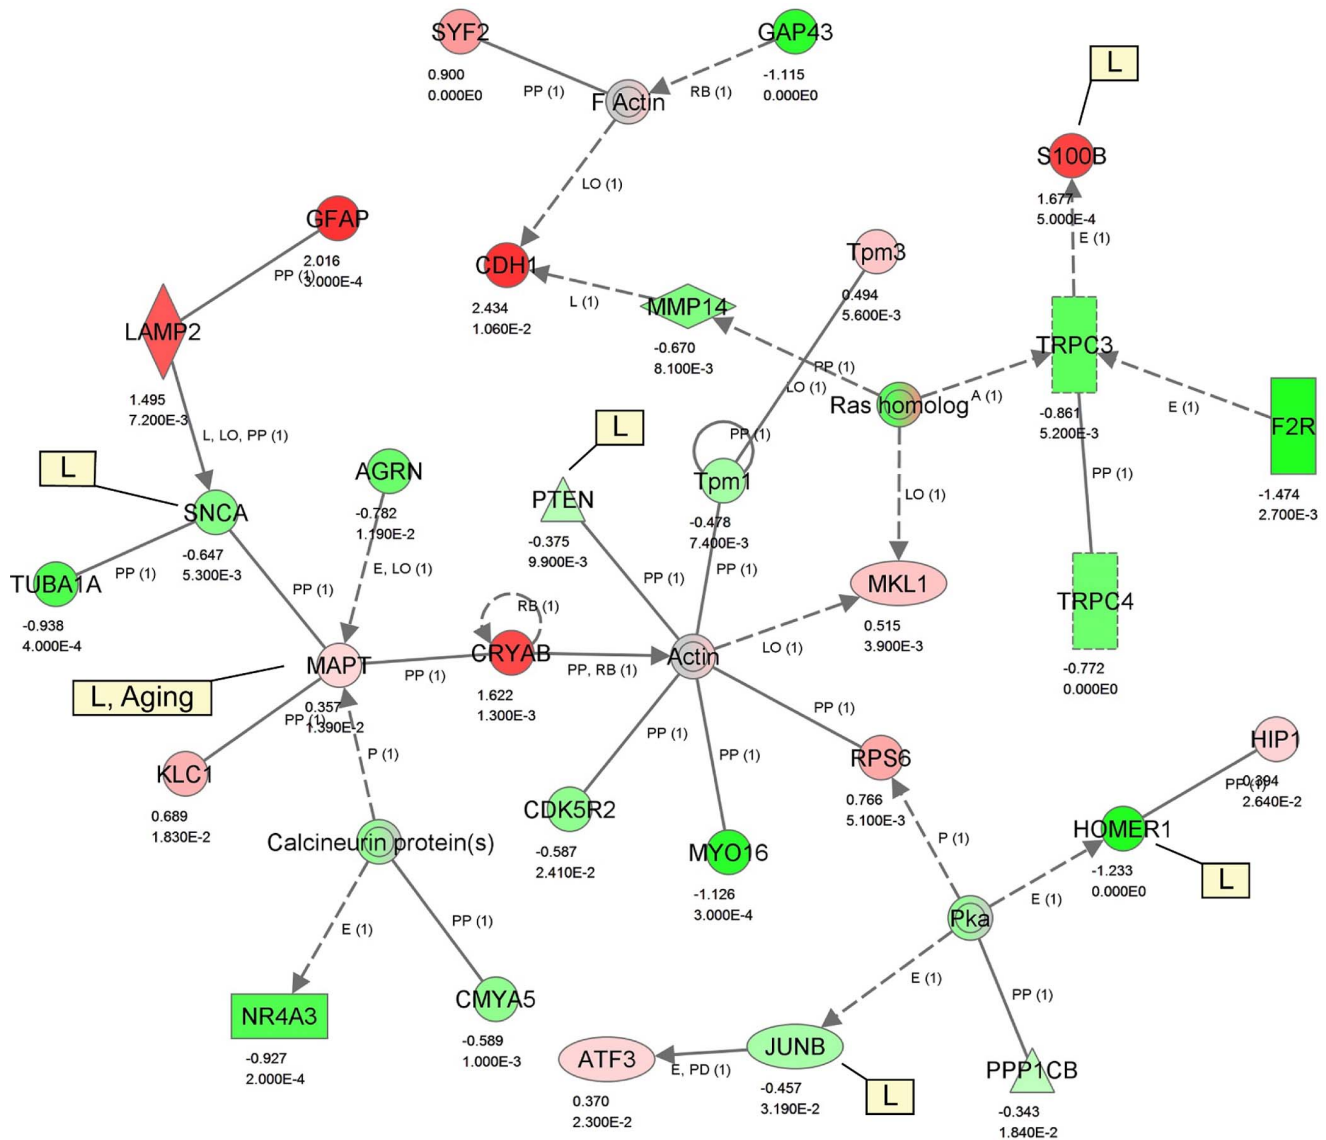 SYF2
0.900
0.000E0
PP (1)
GAP43
-1.115
0.000E0
RB (1)
F Actin
LO (1)
L
S100B
1.677
5.000E-4
E (1)
GFAP
2.016
3.000E-4
PP (1)
CDH1
2.434
1.060E-2
L (1)
MMP14
-0.670
8.100E-3
Tpm3
0.494
5.600E-3
PP (1)
LO (1)
LAMP2
1.495
7.200E-3
L, LO, PP (1)
Ras homolog
A (1)
TRPC3
-0.861
5.200E-3
E (1)
F2R
-1.474
2.700E-3
PP (1)
L
SNCA
-0.647
5.300E-3
AGRN
-0.782
1.190E-2
E, LO (1)
L
PTEN
-0.375
9.900E-3
PP (1)
Tpm1
-0.478
7.400E-3
LO (1)
TUBA1A
-0.938
4.000E-4
PP (1)
PP (1)
PP (1)
PP (1)
MKL1
0.515
3.900E-3
TRPC4
-0.772
0.000E0
RB (1)
MAPT
0.357
1.390E-2
L, Aging
PP (1)
CRYAB
1.622
1.300E-3
PP, RB (1)
Actin
LO (1)
PP (1)
KLC1
0.689
1.830E-2
P (1)
PP (1)
PP (1)
PP (1)
RPS6
0.766
5.100E-3
HIP1
0.394
2.640E-2
PP (1)
CDK5R2
-0.587
2.410E-2
MYO16
-1.126
3.000E-4
HOMER1
-1.233
0.000E0
L
Calcineurin protein(s)
P (1)
E (1)
Pka
E (1)
PP (1)
E (1)
PP (1)
NR4A3
-0.927
2.000E-4
CMYA5
-0.589
1.000E-3
ATF3
0.370
2.300E-2
E, PD (1)
JUNB
-0.457
3.190E-2
L
PPP1CB
-0.343
1.840E-2